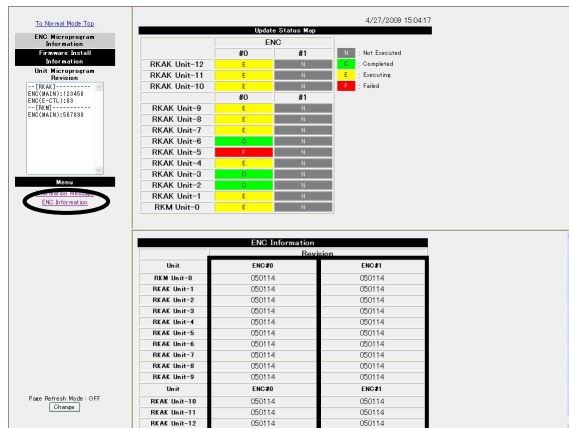 4/27/2009 15:04:17
To Normal Mode Top
ENC Microprogram
Information
Firmware Install
Information
Unit Microprogram
Revision
--[RKAK]----------
ENC(MAIN):123456
ENC(E-CTL):03
--[RKM]-----------
ENC(MAIN):567890
Menu
Information Message
ENC Information
Page Refresh Mode : OFF
Change
Update Status Map
ENC
#0 #1
RKAK Unit-12 E N
RKAK Unit-11 E N
RKAK Unit-10 E N
#0 #1
RKAK Unit-9 E N
RKAK Unit-8 E N
RKAK Unit-7 E N
RKAK Unit-6 C N
RKAK Unit-5 F N
RKAK Unit-4 E N
RKAK Unit-3 C N
RKAK Unit-2 C N
RKAK Unit-1 E N
RKM Unit-0 E N
N : Not Executed
C : Completed
E : Executing
F : Failed
ENC Information
Revision
Unit ENC#0 ENC#1
RKM Unit-0 050114 050114
RKAK Unit-1 050114 050114
RKAK Unit-2 050114 050114
RKAK Unit-3 050114 050114
RKAK Unit-4 050114 050114
RKAK Unit-5 050114 050114
RKAK Unit-6 050114 050114
RKAK Unit-7 050114 050114
RKAK Unit-8 050114 050114
RKAK Unit-9 050114 050114
Unit ENC#0 ENC#1
RKAK Unit-10 050114 050114
RKAK Unit-11 050114 050114
RKAK Unit-12 050114 050114